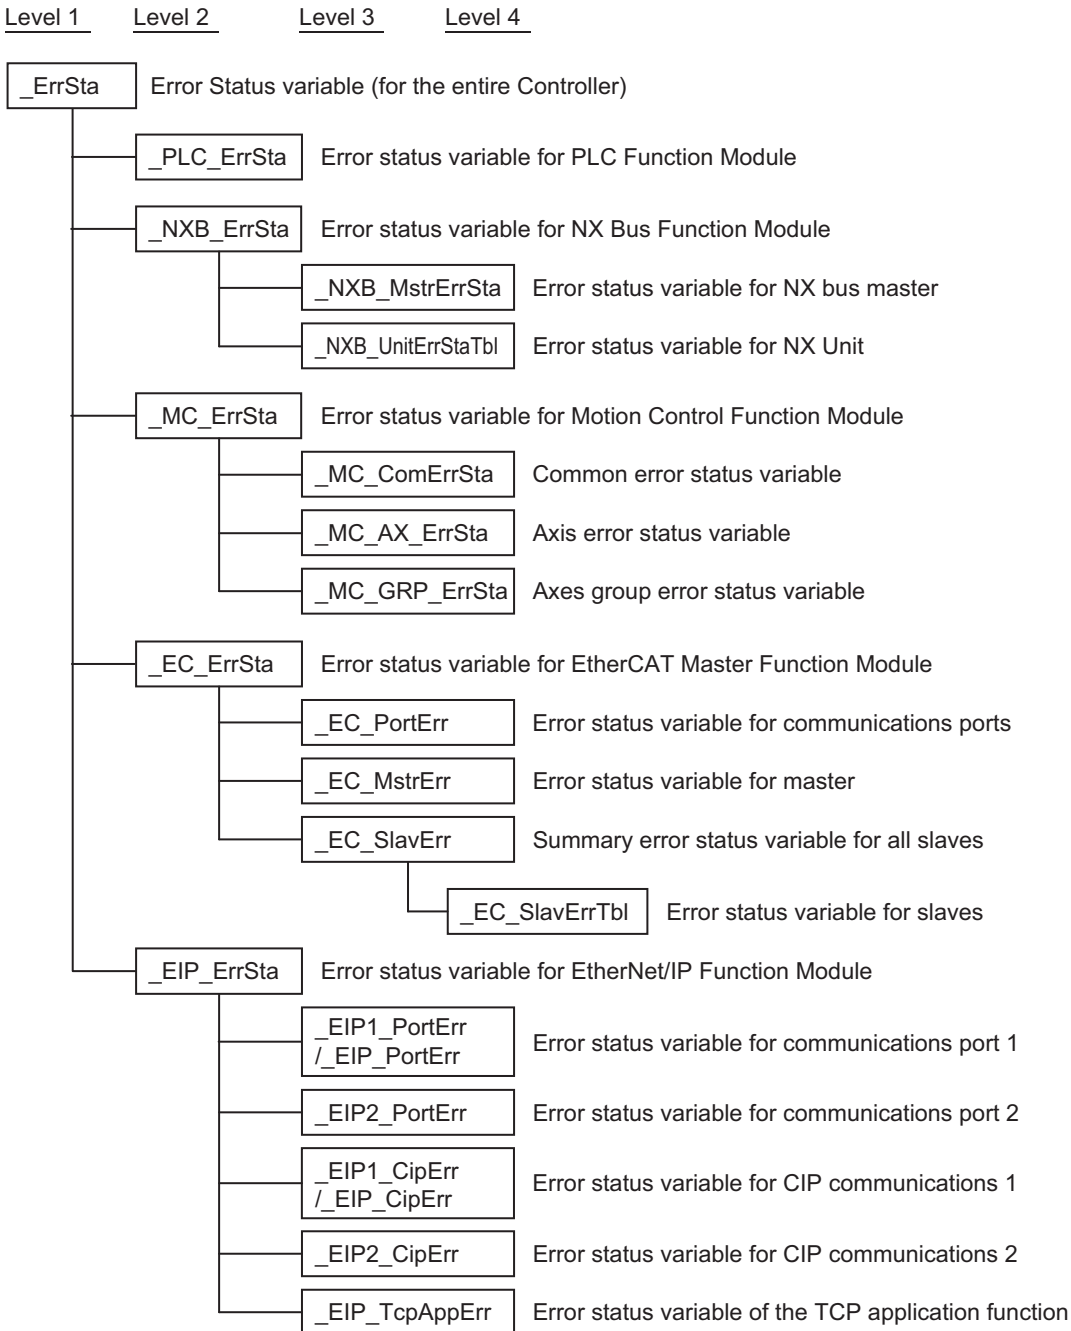 Level 1 Level 2 Level 3 Level 4
_ErrSta Error Status variable (for the entire Controller)
_PLC_ErrSta Error status variable for PLC Function Module
_NXB_ErrSta Error status variable for NX Bus Function Module
_NXB_MstrErrSta Error status variable for NX bus master
_NXB_UnitErrStaTbl Error status variable for NX Unit
_MC_ErrSta Error status variable for Motion Control Function Module
_MC_ComErrSta Common error status variable
_MC_AX_ErrSta Axis error status variable
_MC_GRP_ErrSta Axes group error status variable
_EC_ErrSta Error status variable for EtherCAT Master Function Module
_EC_PortErr Error status variable for communications ports
_EC_MstrErr Error status variable for master
_EC_SlavErr Summary error status variable for all slaves
_EC_SlavErrTbl Error status variable for slaves
_EIP_ErrSta Error status variable for EtherNet/IP Function Module
_EIP1_PortErr
/_EIP_PortErr
Error status variable for communications port 1
_EIP2_PortErr Error status variable for communications port 2
_EIP1_CipErr
/_EIP_CipErr
Error status variable for CIP communications 1
_EIP2_CipErr Error status variable for CIP communications 2
_EIP_TcpAppErr Error status variable of the TCP application function